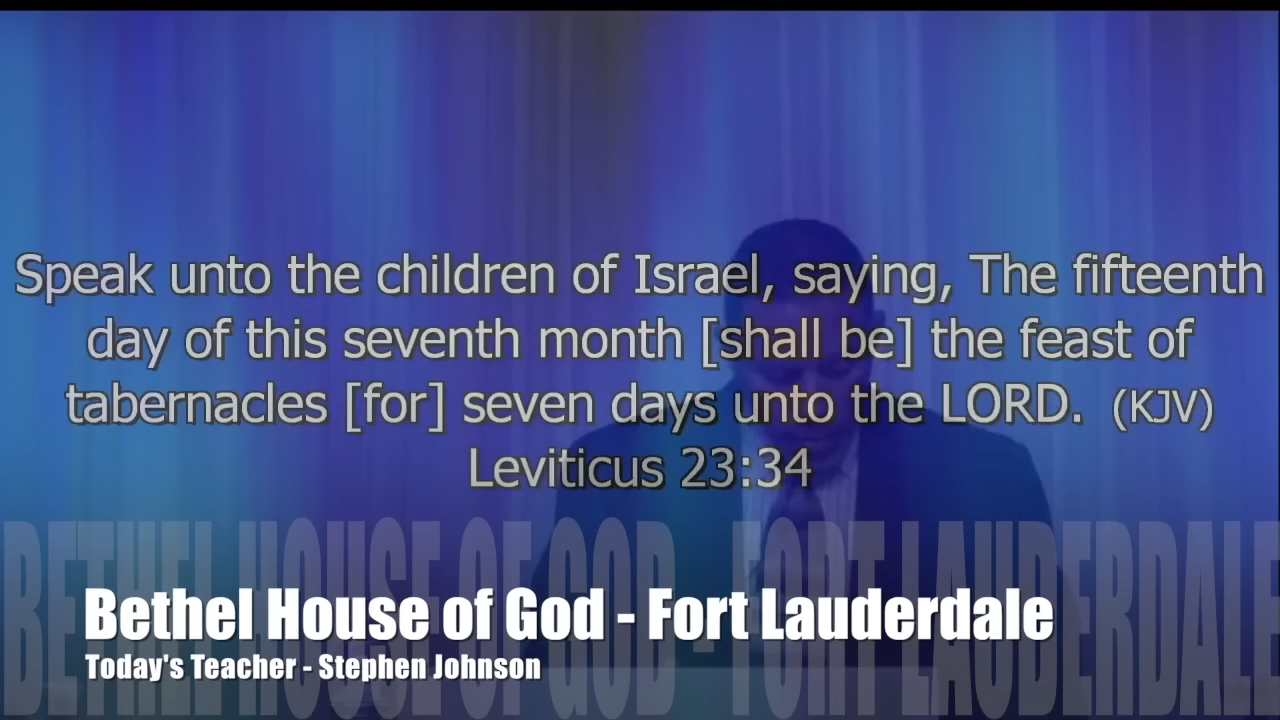 Speak unto the children of Israel, saying, The fifteenth
day of this seventh month [shall be] the feast of
tabernacles [for] seven days unto the LORD. (KJV)
Leviticus 23:34
BETHEL HOUSE OF GOD - FORT LAUDERDALE
Bethel House of God - Fort Lauderdale
Today's Teacher - Stephen Johnson